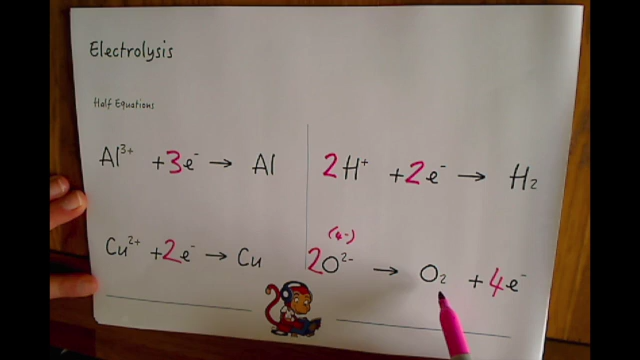 Electrolysis
Half Equations
Al³⁺ + 3e⁻ → Al
2H⁺ + 2e⁻ → H₂
Cu²⁺ + 2e⁻ → Cu
(4-)
2O²⁻ → O₂ + 4e⁻